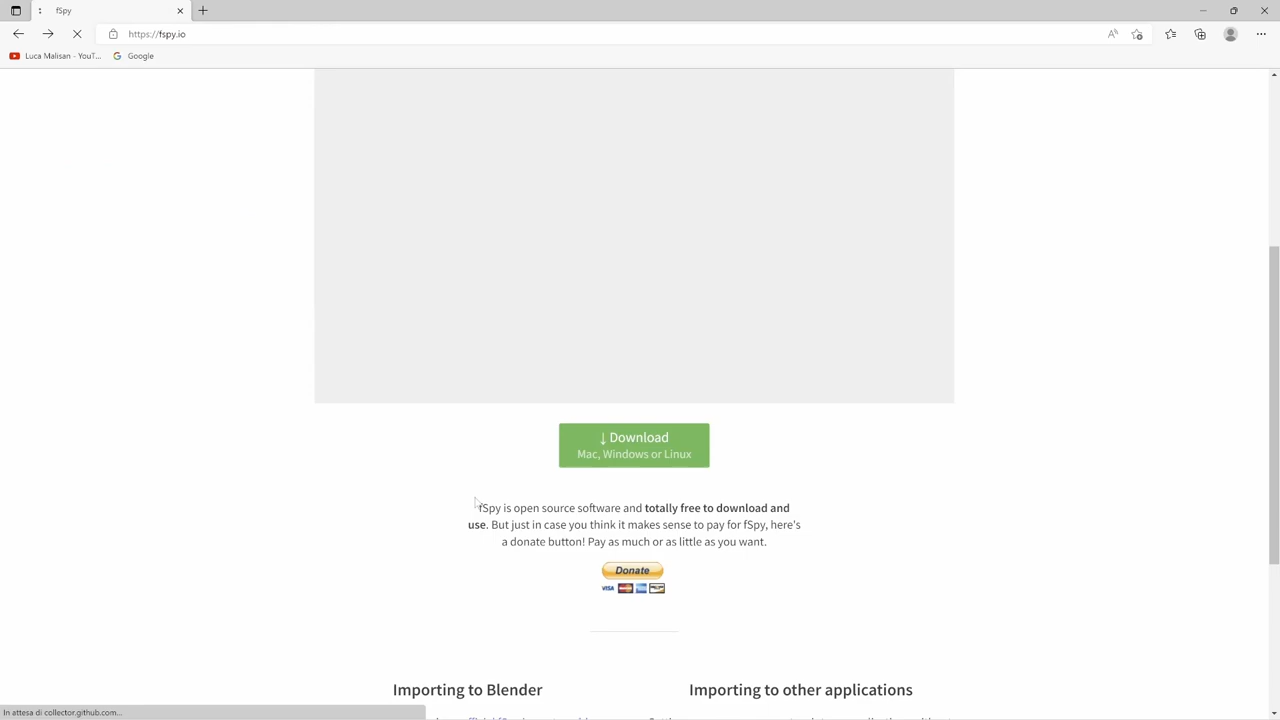 fSpy
https://fspy.io
Luca Malisan - YouT...
Google
↓ Download
Mac, Windows or Linux
fSpy is open source software and totally free to download and
use. But just in case you think it makes sense to pay for fSpy, here's
a donate button! Pay as much or as little as you want.
Donate
VISA
Importing to Blender
Importing to other applications
In attesa di collector.github.com...